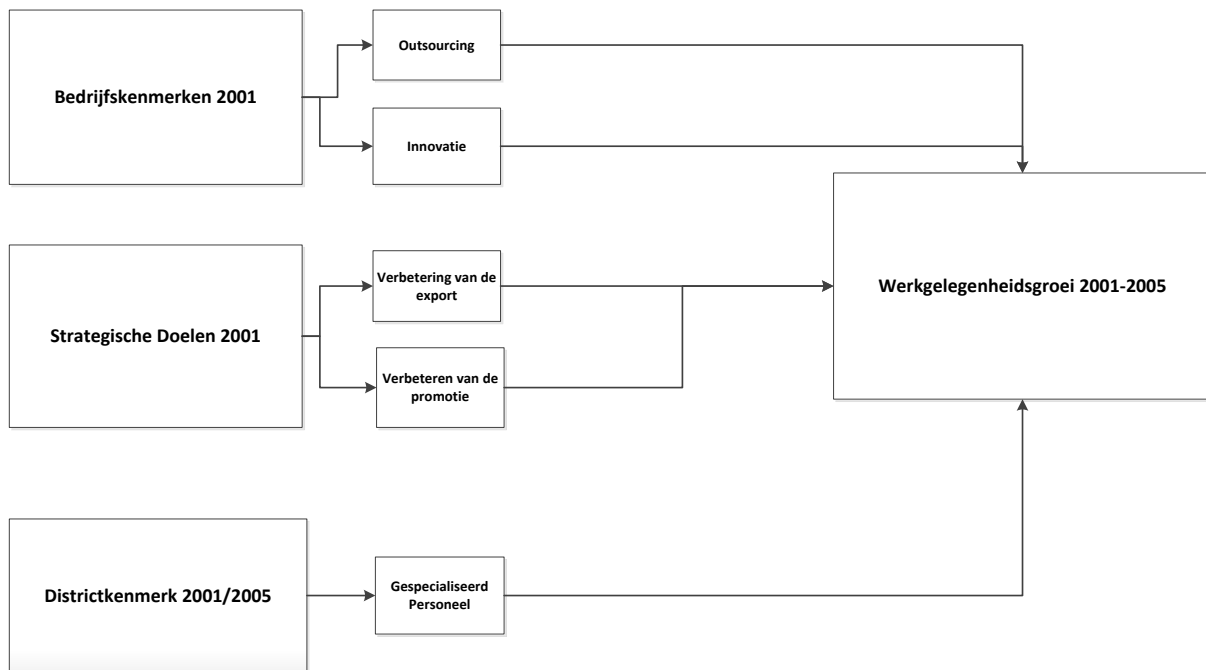 Bedrijfskenmerken 2001
Outsourcing
Innovatie
Strategische Doelen 2001
Verbetering van de
export
Verbeteren van de
promotie
Werkgelegenheidsgroei 2001-2005
Districtkenmerk 2001/2005
Gespecialiseerd
Personeel